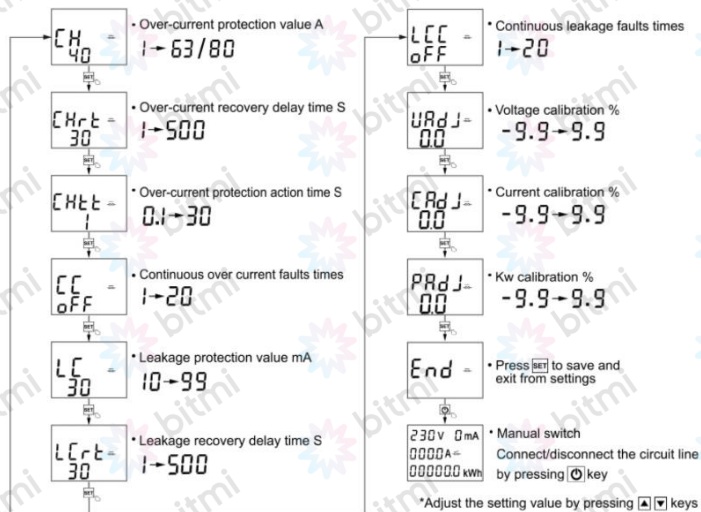 CH
40
• Over-current protection value A
1→63/80
SET
CHrt
30
• Over-current recovery delay time S
1→500
SET
CHtt
1
• Over-current protection action time S
0.1→30
SET
CC
oFF
• Continuous over current faults times
1→20
SET
LC
30
• Leakage protection value mA
10→99
SET
LCrt
30
• Leakage recovery delay time S
1→500
SET
LCC
oFF
• Continuous leakage faults times
1→20
SET
UAdJ
0.0
• Voltage calibration %
-9.9→9.9
SET
CAdJ
0.0
• Current calibration %
-9.9→9.9
SET
PAdJ
0.0
• Kw calibration %
-9.9→9.9
SET
End
• Press SET to save and
exit from settings
230V 0mA
000.0A
00000.0 kWh
• Manual switch
Connect/disconnect the circuit line
by pressing key
*Adjust the setting value by pressing ▲ ▼ keys
bitmi